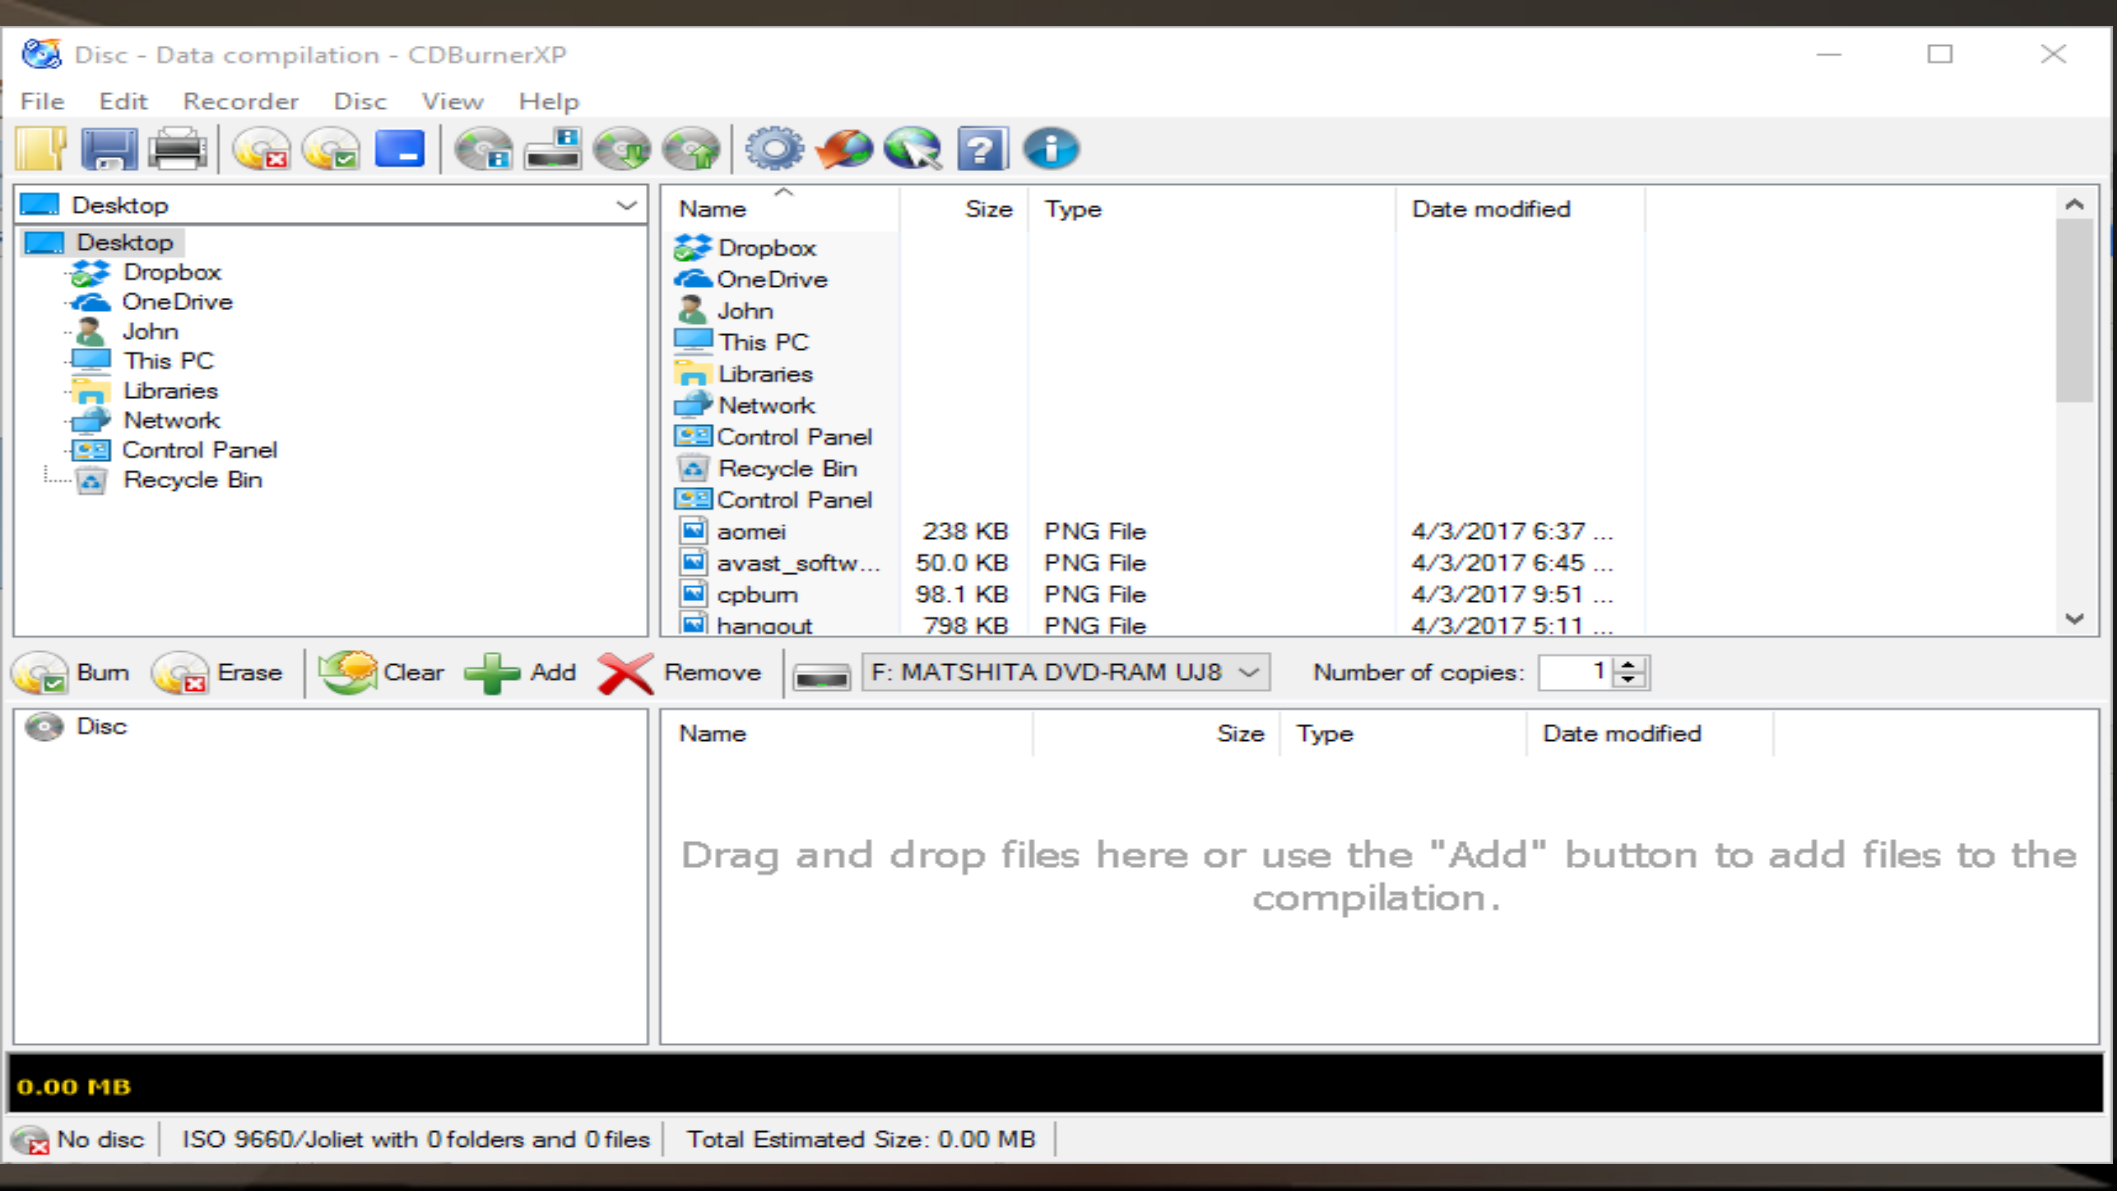 Disc - Data compilation - CDBurnerXP
File Edit Recorder Disc View Help
Desktop
Desktop
Dropbox
OneDrive
John
This PC
Libraries
Network
Control Panel
Recycle Bin
Name Size Type Date modified
Dropbox
OneDrive
John
This PC
Libraries
Network
Control Panel
Recycle Bin
Control Panel
aomei 238 KB PNG File 4/3/2017 6:37 ...
avast_softw... 50.0 KB PNG File 4/3/2017 6:45 ...
cpburn 98.1 KB PNG File 4/3/2017 9:51 ...
hangout 798 KB PNG File 4/3/2017 5:11 ...
Burn Erase Clear Add Remove F: MATSHITA DVD-RAM UJ8 Number of copies: 1
Disc
Name Size Type Date modified
Drag and drop files here or use the "Add" button to add files to the
compilation.
0.00 MB
No disc ISO 9660/Joliet with 0 folders and 0 files Total Estimated Size: 0.00 MB